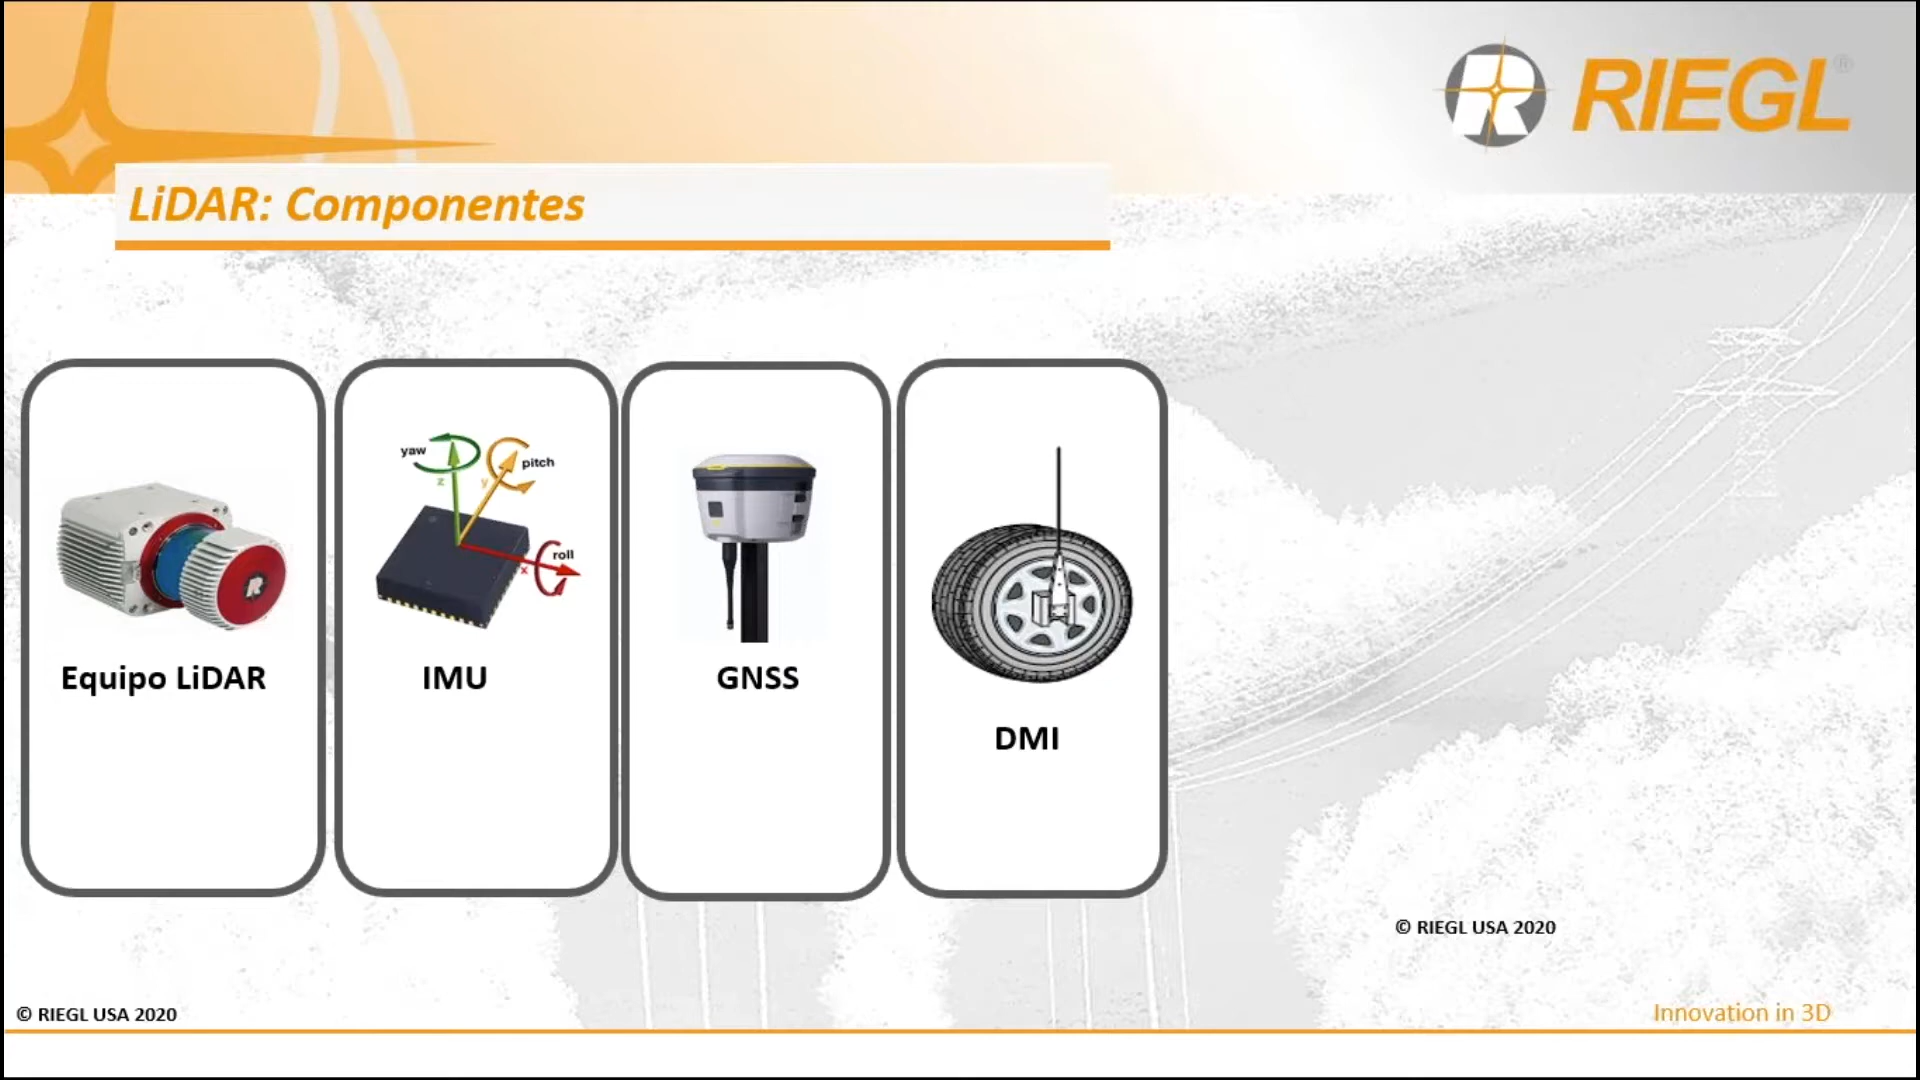 RIEGL®
LiDAR: Componentes
yaw
z
pitch
y
roll
x
R
Equipo LiDAR
IMU
GNSS
DMI
© RIEGL USA 2020
© RIEGL USA 2020
Innovation in 3D